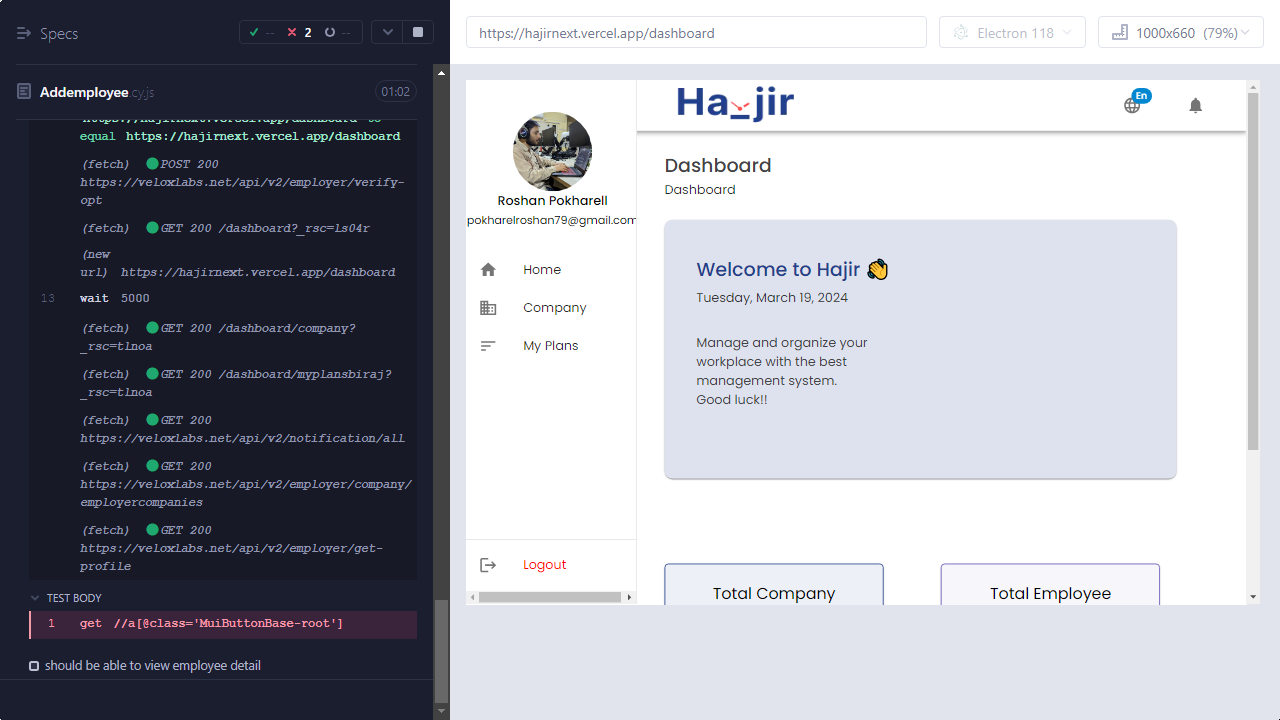 Specs
--
2
--
https://hajirnext.vercel.app/dashboard
Electron 118
1000x660 (79%)
Addemployee.cy.js
01:02
https://hajirnext.vercel.app/dashboard to
equal https://hajirnext.vercel.app/dashboard
(fetch) POST 200
https://veloxlabs.net/api/v2/employer/verify-
opt
(fetch) GET 200 /dashboard?_rsc=ls04r
(new
url) https://hajirnext.vercel.app/dashboard
13 wait 5000
(fetch) GET 200 /dashboard/company?
_rsc=tlnoa
(fetch) GET 200 /dashboard/myplansbiraj?
_rsc=tlnoa
(fetch) GET 200
https://veloxlabs.net/api/v2/notification/all
(fetch) GET 200
https://veloxlabs.net/api/v2/employer/company/
employercompanies
(fetch) GET 200
https://veloxlabs.net/api/v2/employer/get-
profile
TEST BODY
1 get //a[@class='MuiButtonBase-root']
should be able to view employee detail
Roshan Pokharell
pokharelroshan79@gmail.com
Home
Company
My Plans
Logout
Hajir
En
Dashboard
Dashboard
Welcome to Hajir 👏
Tuesday, March 19, 2024
Manage and organize your
workplace with the best
management system.
Good luck!!
Total Company
Total Employee